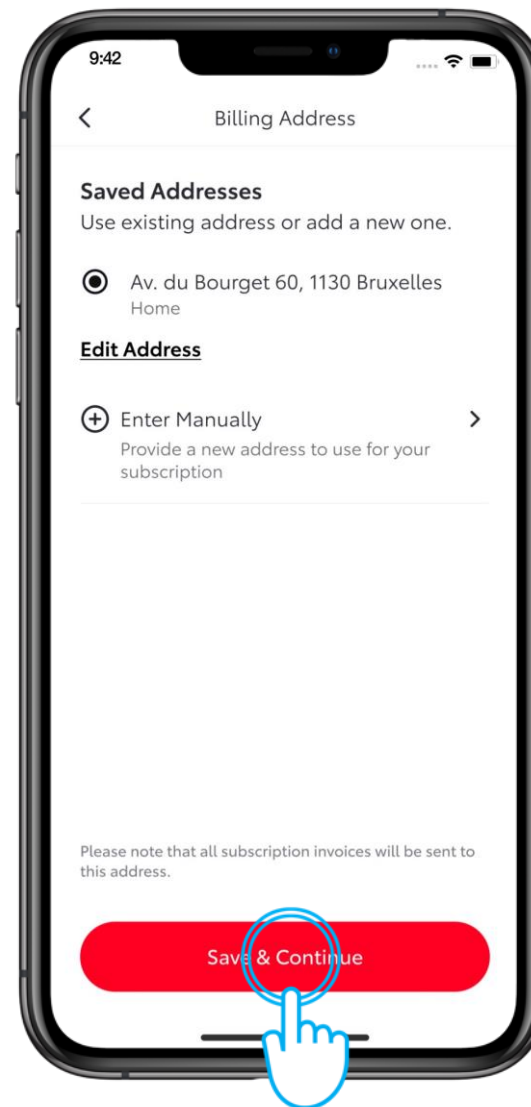 9:42
Billing Address
Saved Addresses
Use existing address or add a new one.
Av. du Bourget 60, 1130 Bruxelles
Home
Edit Address
Enter Manually
Provide a new address to use for your
subscription
Please note that all subscription invoices will be sent to
this address.
Save & Continue